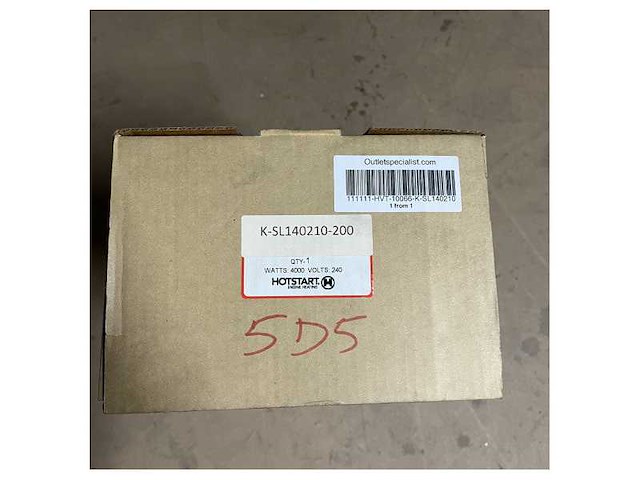 Outletspecialist.com
111111-HVT-10066-K-SL140210
1 from 1
K-SL140210-200
QTY-1
WATTS: 4000 VOLTS: 240
HOTSTART
ENGINE HEATING
5D5